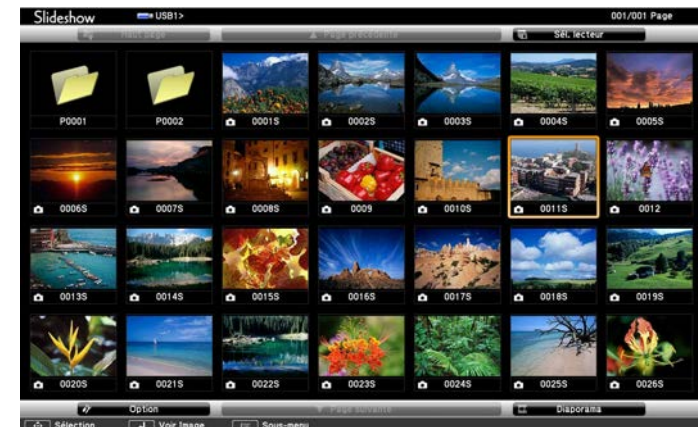 Slideshow USB1> 001/001 Page
Haut page ▲ Page précédente Sél. lecteur
P0001 P0002 0001S 0002S 0003S 0004S 0005S
0006S 0007S 0008S 0009 0010S 0011S 0012
0013S 0014S 0015S 0016S 0017S 0018S 0019S
0020S 0021S 0022S 0023S 0024S 0025S 0026S
Option ▼ Page suivante Diaporama
Sélection Voir Image Esc Sous-menu